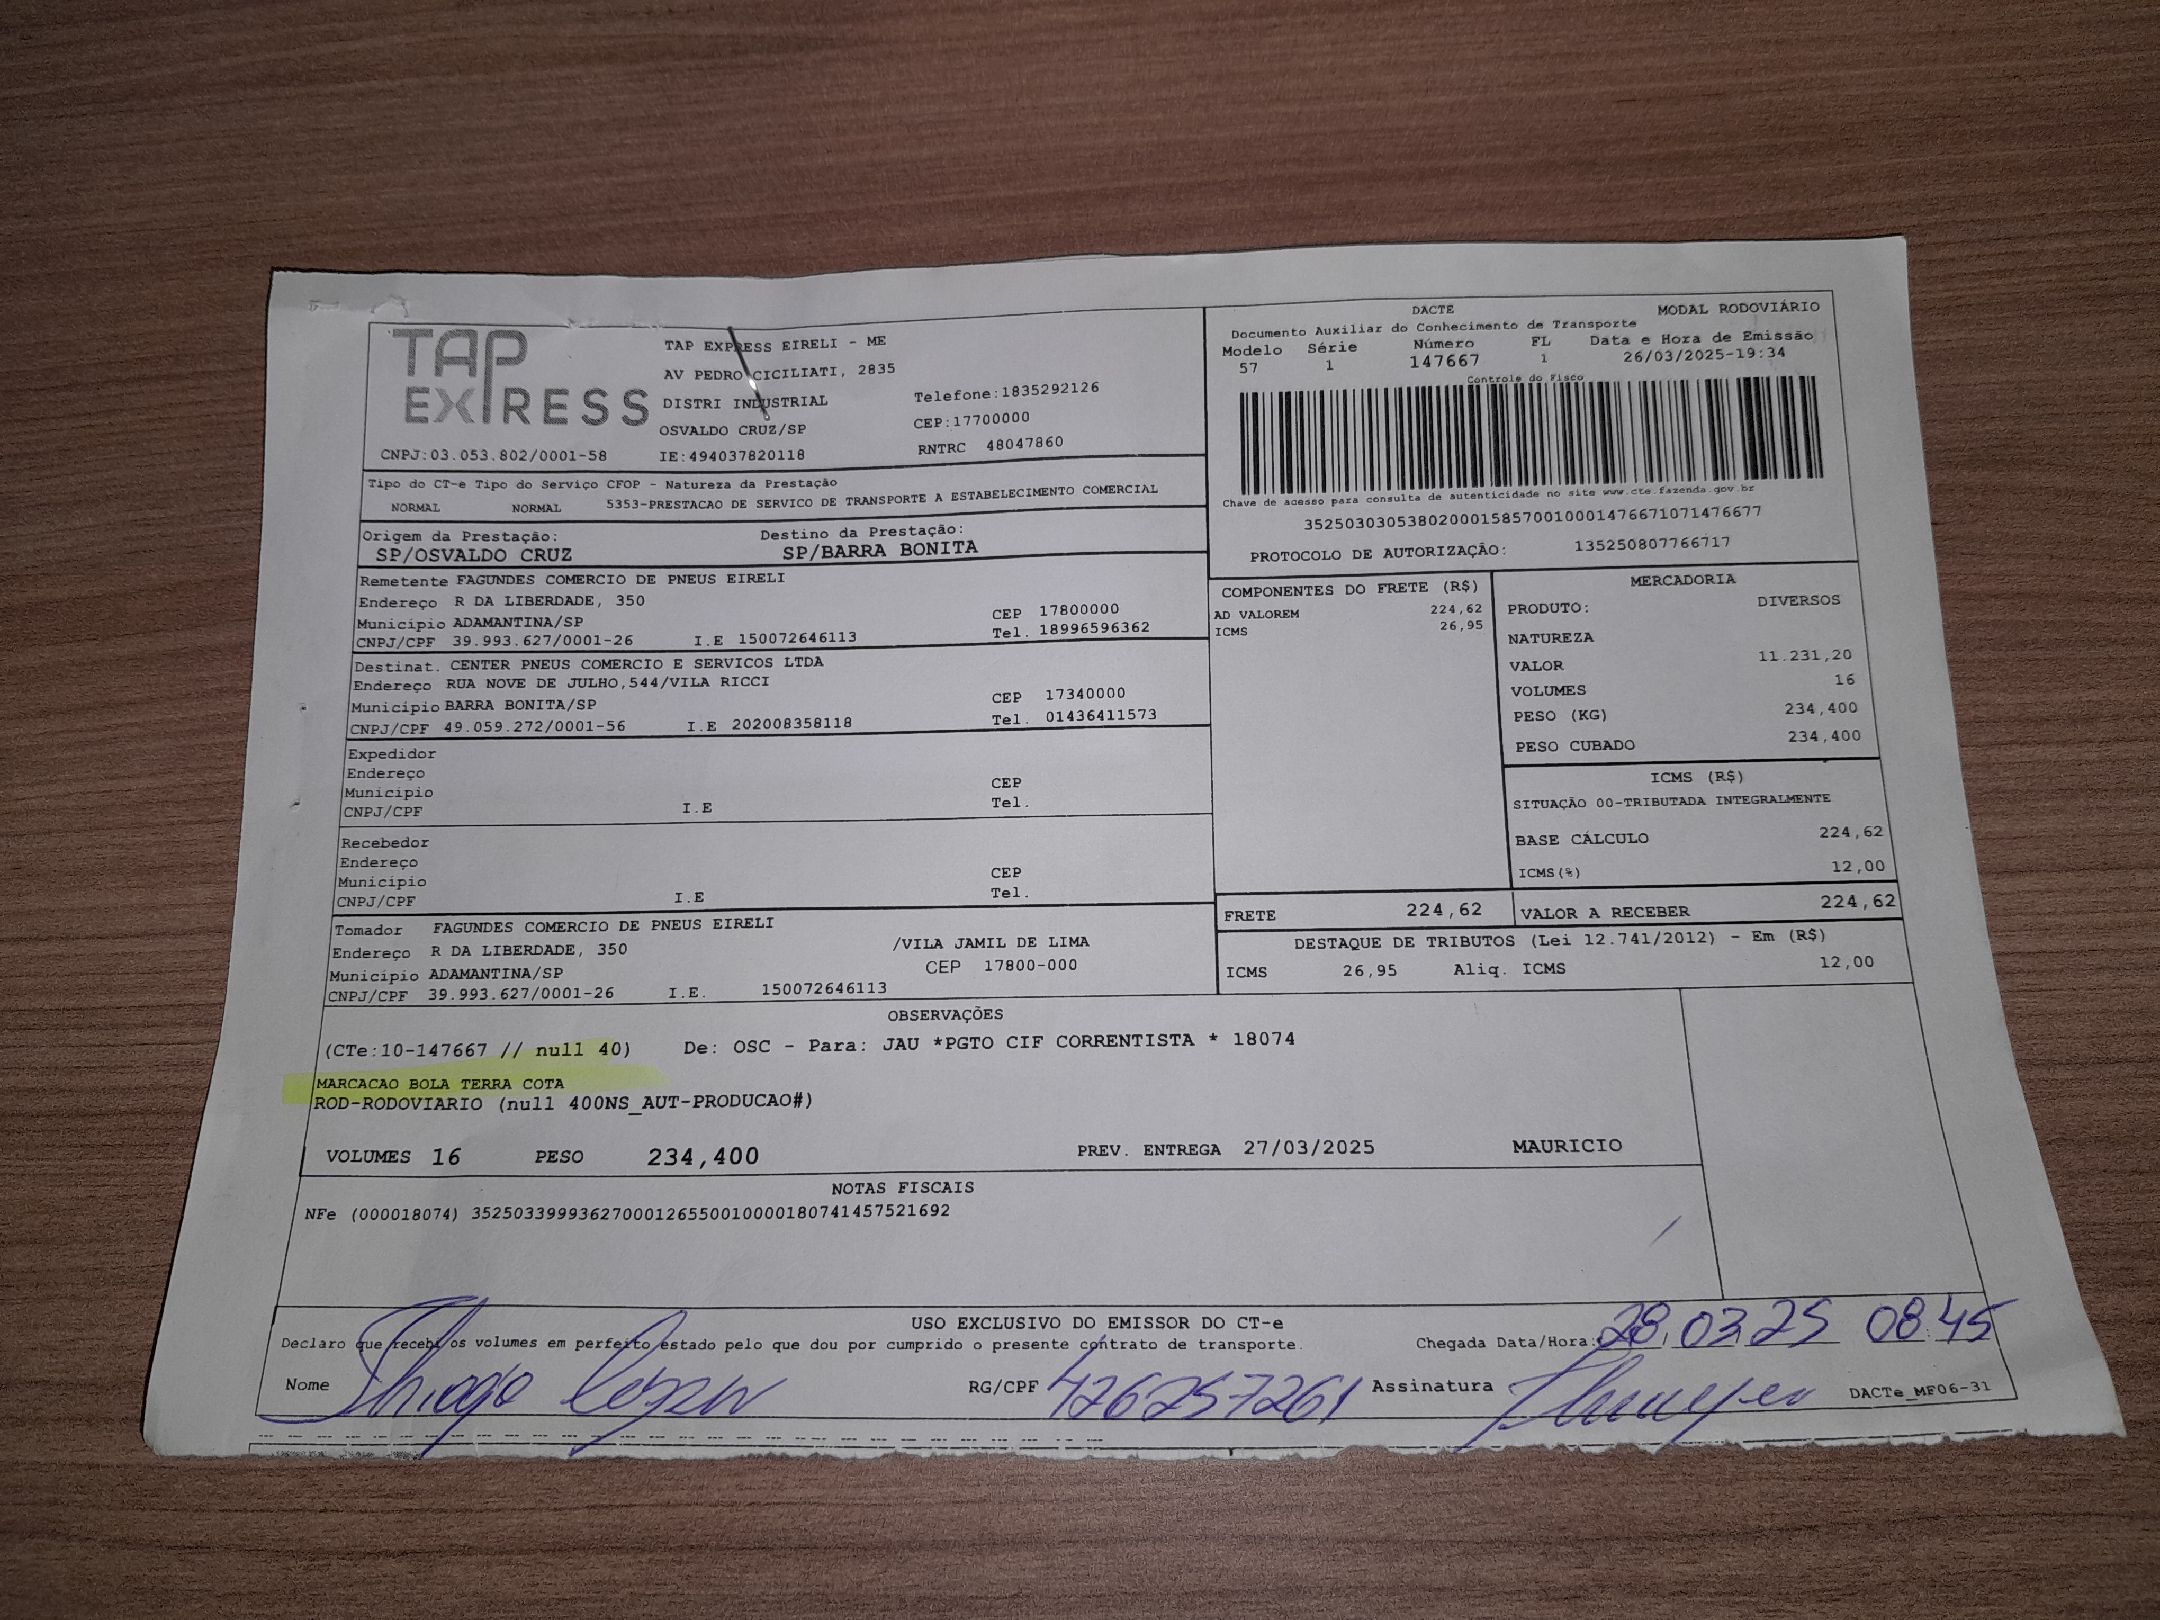 TAP EXPRESS
TAP EXPRESS EIRELI - ME
AV PEDRO CICILIATI, 2835
DISTRI INDUSTRIAL
Telefone:1835292126
OSVALDO CRUZ/SP
CEP:17700000
CNPJ:03.053.802/0001-58 IE:494037820118 RNTRC 48047860
DACTE MODAL RODOVIÁRIO
Documento Auxiliar do Conhecimento de Transporte
Modelo Série Número FL Data e Hora de Emissão
57 1 147667 1 26/03/2025-19:34
Controle do Fisco
Chave de acesso para consulta de autenticidade no site www.cte.fazenda.gov.br
35250303053802000158570010001476671071476677
PROTOCOLO DE AUTORIZAÇÃO: 135250807766717
Tipo do CT-e Tipo do Serviço CFOP - Natureza da Prestação
NORMAL NORMAL 5353-PRESTACAO DE SERVICO DE TRANSPORTE A ESTABELECIMENTO COMERCIAL
Origem da Prestação: Destino da Prestação:
SP/OSVALDO CRUZ SP/BARRA BONITA
Remetente FAGUNDES COMERCIO DE PNEUS EIRELI
Endereço R DA LIBERDADE, 350 CEP 17800000
Municipio ADAMANTINA/SP Tel. 18996596362
CNPJ/CPF 39.993.627/0001-26 I.E 150072646113
Destinat. CENTER PNEUS COMERCIO E SERVICOS LTDA
Endereço RUA NOVE DE JULHO,544/VILA RICCI
Municipio BARRA BONITA/SP CEP 17340000
CNPJ/CPF 49.059.272/0001-56 I.E 202008358118 Tel. 01436411573
Expedidor
Endereço
Municipio CEP
CNPJ/CPF I.E Tel.
Recebedor
Endereço
Municipio CEP
CNPJ/CPF I.E Tel.
Tomador FAGUNDES COMERCIO DE PNEUS EIRELI
Endereço R DA LIBERDADE, 350 /VILA JAMIL DE LIMA
Municipio ADAMANTINA/SP CEP 17800-000
CNPJ/CPF 39.993.627/0001-26 I.E. 150072646113
COMPONENTES DO FRETE (R$)
AD VALOREM 224,62
ICMS 26,95
MERCADORIA
PRODUTO: DIVERSOS
NATUREZA
VALOR 11.231,20
VOLUMES 16
PESO (KG) 234,400
PESO CUBADO 234,400
ICMS (R$)
SITUAÇÃO 00-TRIBUTADA INTEGRALMENTE
BASE CÁLCULO 224,62
ICMS(%) 12,00
FRETE 224,62 VALOR A RECEBER 224,62
DESTAQUE DE TRIBUTOS (Lei 12.741/2012) - Em (R$)
ICMS 26,95 Aliq. ICMS 12,00
OBSERVAÇÕES
(CTe:10-147667 // null 40) De: OSC - Para: JAU *PGTO CIF CORRENTISTA * 18074
MARCACAO BOLA TERRA COTA
ROD-RODOVIARIO (null 400NS_AUT-PRODUCAO#)
VOLUMES 16 PESO 234,400 PREV. ENTREGA 27/03/2025 MAURICIO
NOTAS FISCAIS
NFe (000018074) 35250339993627000126550010000180741457521692
USO EXCLUSIVO DO EMISSOR DO CT-e
Declaro que recebi os volumes em perfeito estado pelo que dou por cumprido o presente contrato de transporte. Chegada Data/Hora: 28/03/25 08:45
Nome Thiago RG/CPF 426257261 Assinatura DACTe_MF06-31